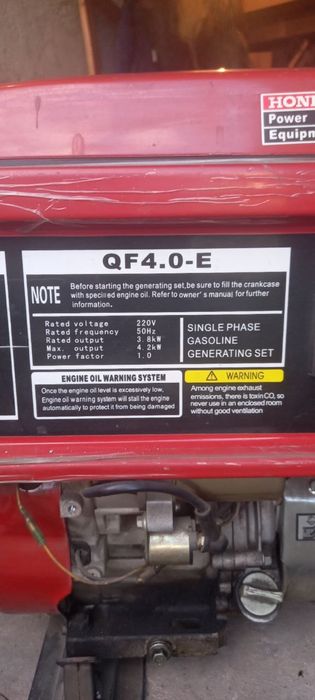 Power
Equipm
QF4.0-E
NOTE
Before starting the generating set,be sure to fill the crankcase
with specified engine oil. Refer to owner's manual for further
information.
Rated voltage 220V
Rated frequency 50Hz
Rated output 3.8kW
Max. output 4.2kW
Power factor 1.0
SINGLE PHASE
GASOLINE
GENERATING SET
ENGINE OIL WARNING SYSTEM
Once the engine oil level is excessively low,
Engine oil warning system will stall the engine
automatically to protect it from being damaged
WARNING
Among engine exhaust
emissions, there is toxinCO, so
never use in an enclosed room
without good ventilation